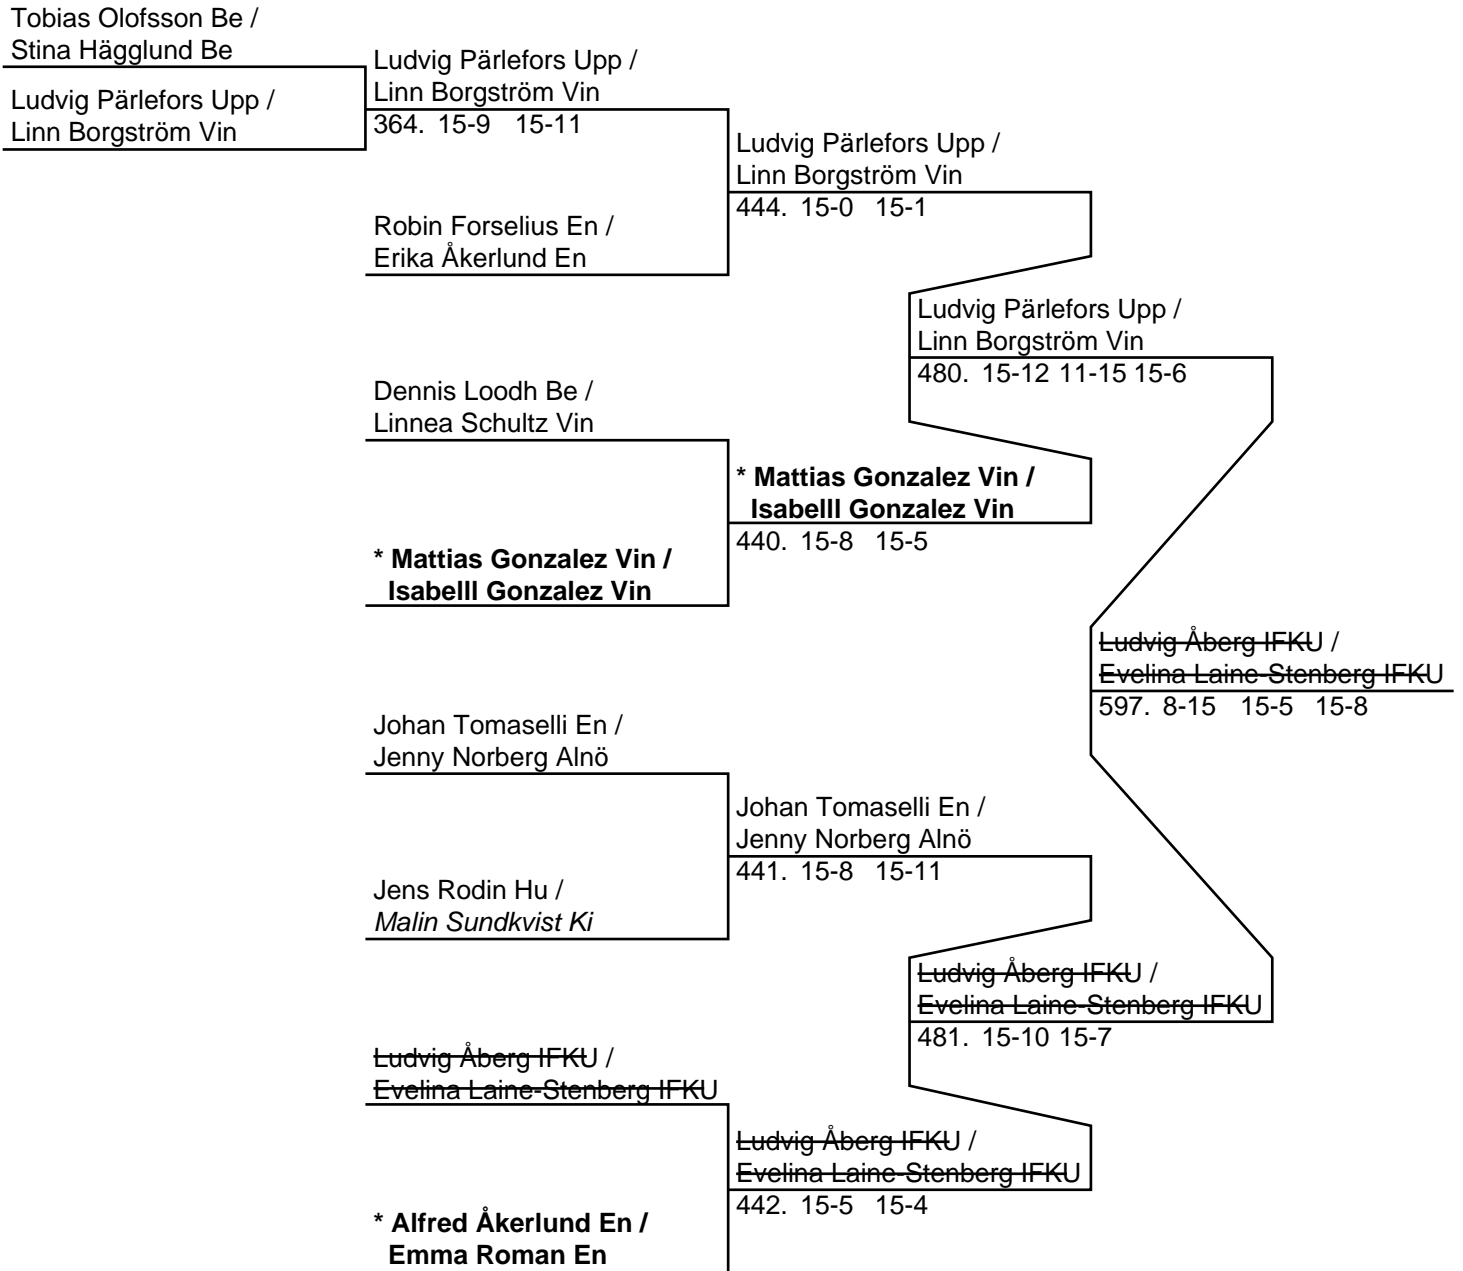 Tobias Olofsson Be /
Stina Hägglund Be
Ludvig Pärlefors Upp /
Linn Borgström Vin
Ludvig Pärlefors Upp /
Linn Borgström Vin
364. 15-9 15-11
Robin Forselius En /
Erika Åkerlund En
Ludvig Pärlefors Upp /
Linn Borgström Vin
444. 15-0 15-1
Dennis Loodh Be /
Linnea Schultz Vin
* Mattias Gonzalez Vin /
Isabelll Gonzalez Vin
* Mattias Gonzalez Vin /
Isabelll Gonzalez Vin
440. 15-8 15-5
Ludvig Pärlefors Upp /
Linn Borgström Vin
480. 15-12 11-15 15-6
Ludvig Åberg IFKU /
Evelina Laine-Stenberg IFKU
597. 8-15 15-5 15-8
Johan Tomaselli En /
Jenny Norberg Alnö
Jens Rodin Hu /
Malin Sundkvist Ki
Johan Tomaselli En /
Jenny Norberg Alnö
441. 15-8 15-11
Ludvig Åberg IFKU /
Evelina Laine-Stenberg IFKU
481. 15-10 15-7
Ludvig Åberg IFKU /
Evelina Laine-Stenberg IFKU
* Alfred Åkerlund En /
Emma Roman En
Ludvig Åberg IFKU /
Evelina Laine-Stenberg IFKU
442. 15-5 15-4